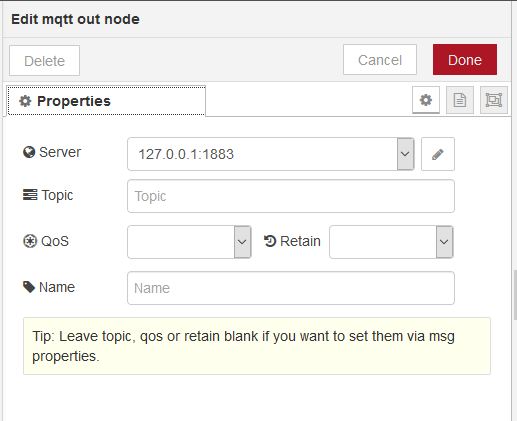 Edit mqtt out node
Delete
Cancel
Done
Properties
Server
127.0.0.1:1883
Topic
Topic
QoS
Retain
Name
Name
Tip: Leave topic, qos or retain blank if you want to set them via msg
properties.